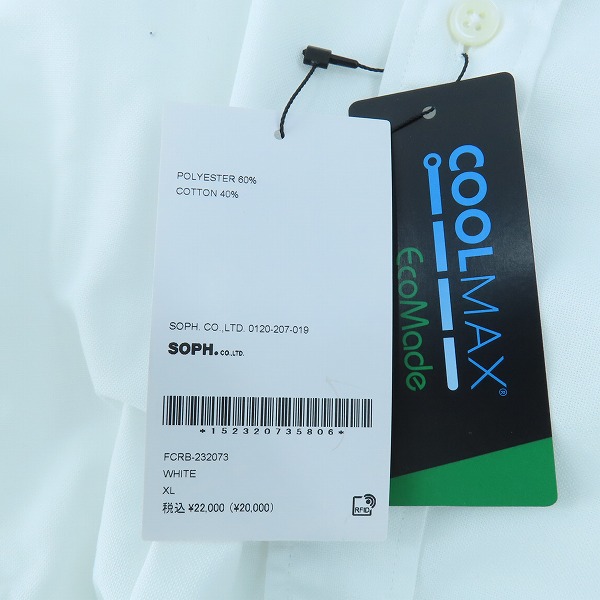 POLYESTER 60%
COTTON 40%
SOPH. CO.,LTD. 0120-207-019
SOPH. CO.,LTD.
*152320735806*
FCRB-232073
WHITE
XL
税込 ¥22,000 (¥20,000)
RFID
COOLMAX®
EcoMade